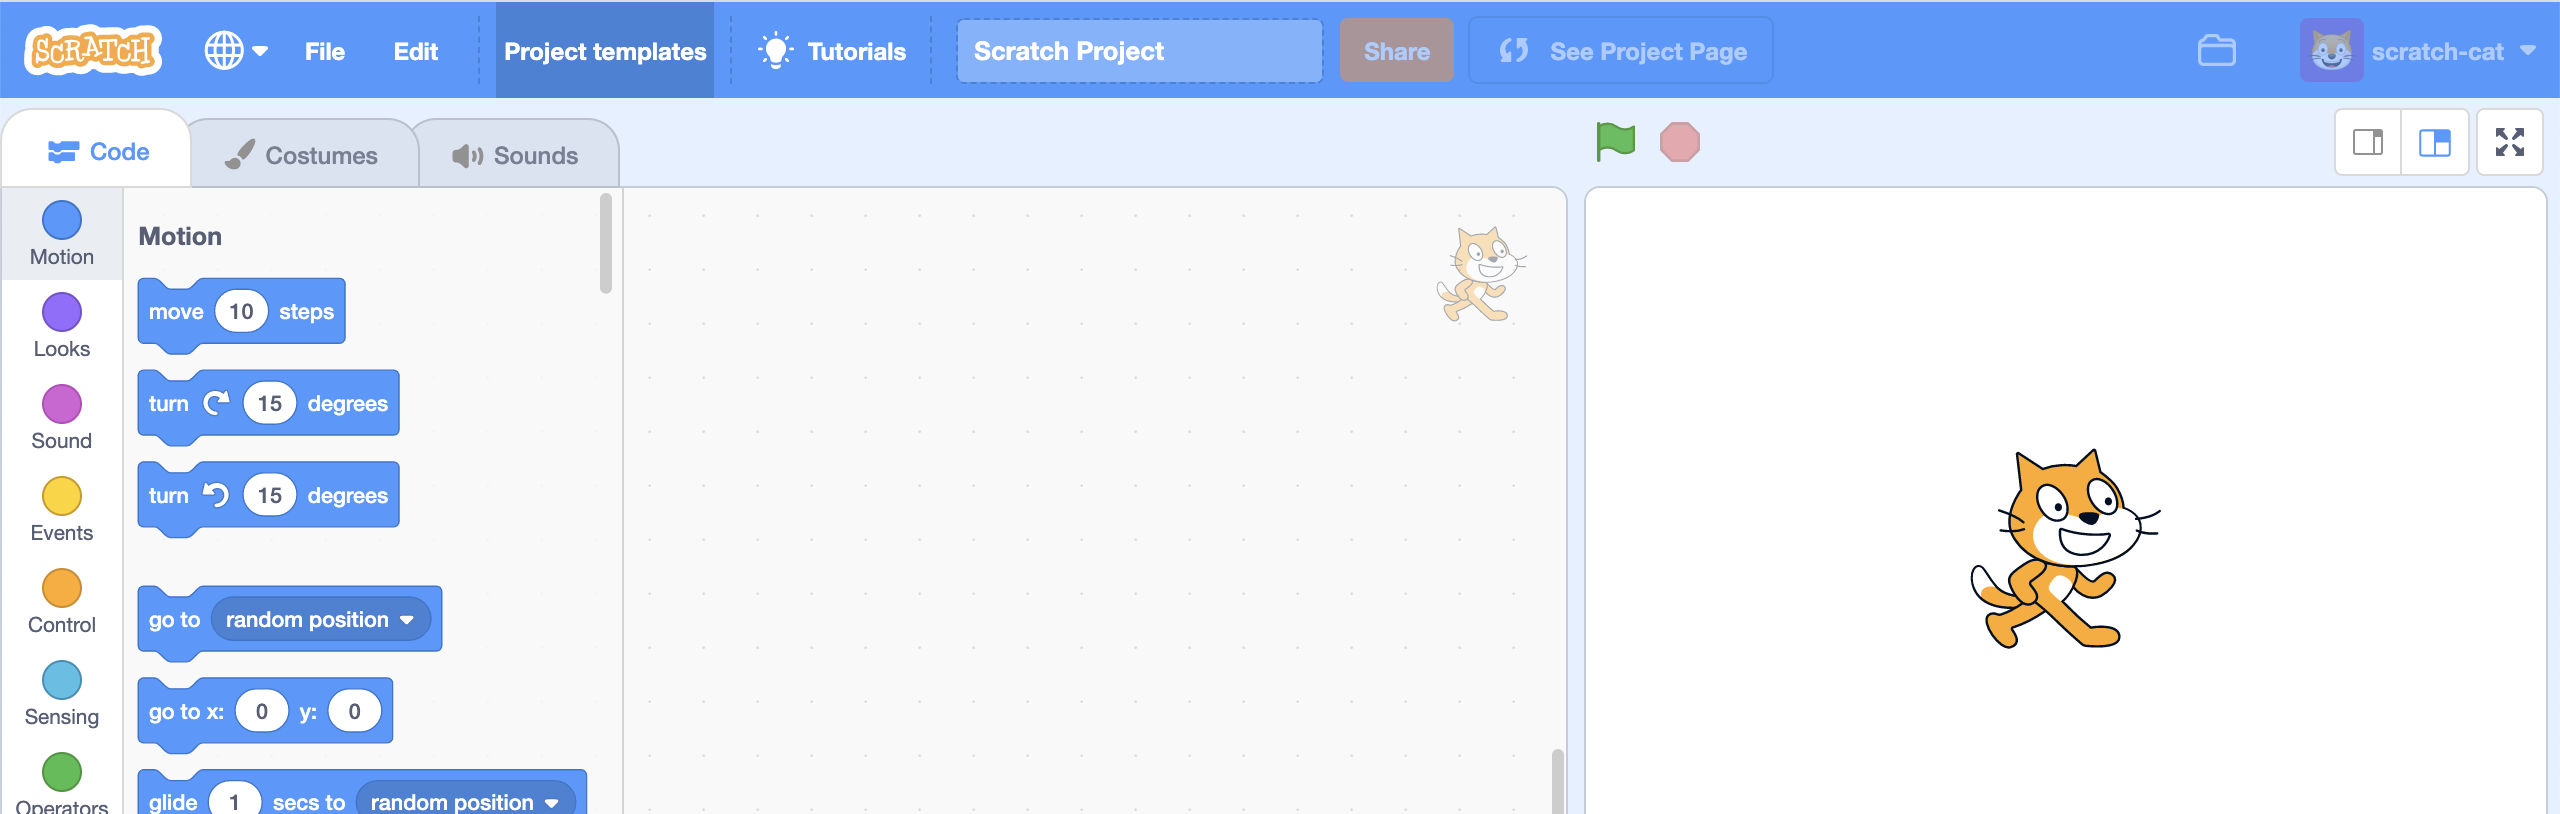 SCRATCH File Edit Project templates Tutorials Scratch Project Share See Project Page scratch-cat
Code Costumes Sounds
Motion
Looks
Sound
Events
Control
Sensing
Operators
Motion
move 10 steps
turn 15 degrees
turn 15 degrees
go to random position
go to x: 0 y: 0
glide 1 secs to random position